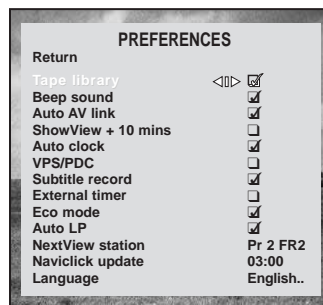 PREFERENCES
Return
Tape library ☑
Beep sound ☑
Auto AV link ☑
ShowView + 10 mins ❏
Auto clock ☑
VPS/PDC ❏
Subtitle record ☑
External timer ❏
Eco mode ☑
Auto LP ☑
NextView station Pr 2 FR2
Naviclick update 03:00
Language English..